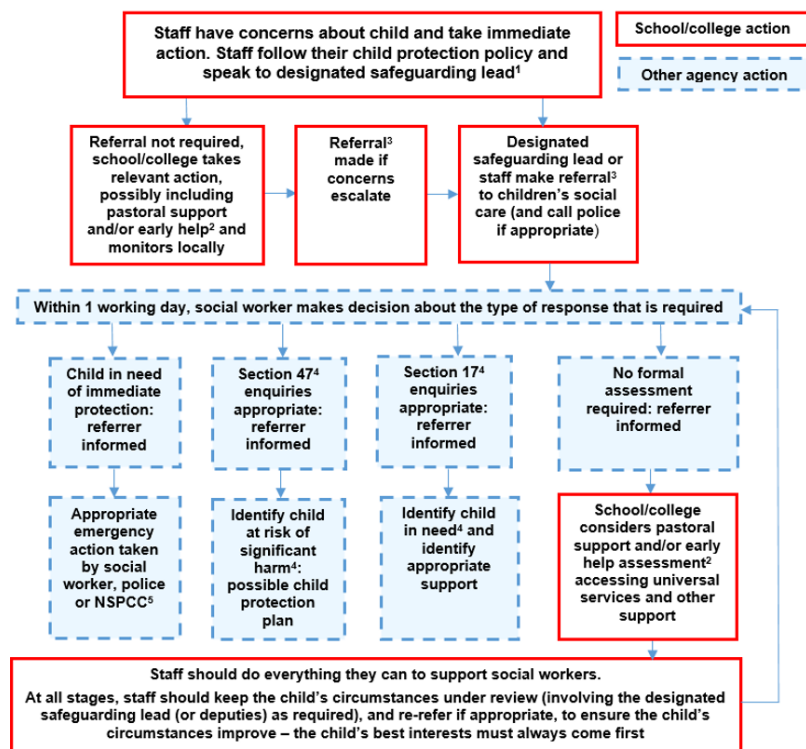 Staff have concerns about child and take immediate
action. Staff follow their child protection policy and
speak to designated safeguarding lead¹
School/college action
Other agency action
Referral not required,
school/college takes
relevant action,
possibly including
pastoral support
and/or early help² and
monitors locally
Referral³
made if
concerns
escalate
Designated
safeguarding lead or
staff make referral³
to children's social
care (and call police
if appropriate)
Within 1 working day, social worker makes decision about the type of response that is required
Child in need
of immediate
protection:
referrer
informed
Section 47⁴
enquiries
appropriate:
referrer
informed
Section 17⁴
enquiries
appropriate:
referrer
informed
No formal
assessment
required: referrer
informed
Appropriate
emergency
action taken
by social
worker, police
or NSPCC⁵
Identify child
at risk of
significant
harm⁴:
possible child
protection
plan
Identify child
in need⁴ and
identify
appropriate
support
School/college
considers pastoral
support and/or early
help assessment²
accessing universal
services and other
support
Staff should do everything they can to support social workers.
At all stages, staff should keep the child's circumstances under review (involving the designated
safeguarding lead (or deputies) as required), and re-refer if appropriate, to ensure the child's
circumstances improve – the child's best interests must always come first